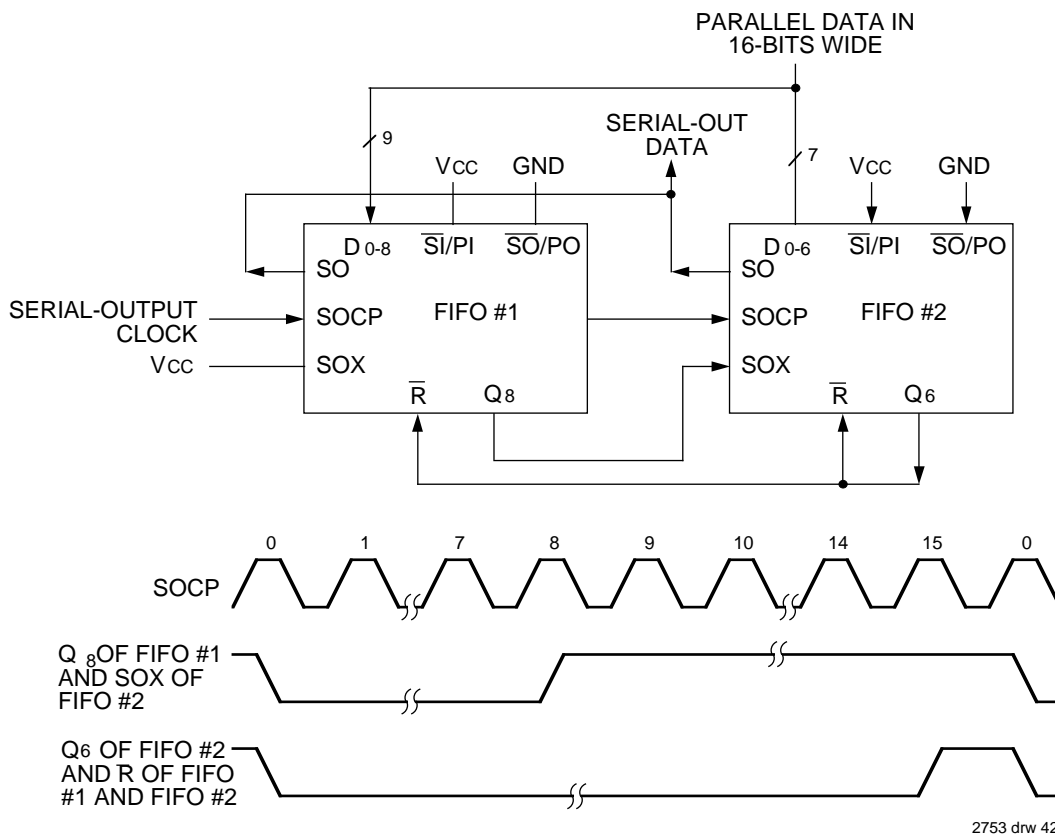 PARALLEL DATA IN
16-BITS WIDE
SERIAL-OUT
DATA
9
7
VCC
GND
VCC
GND
D 0-8
SI/PI
SO/PO
D 0-6
SI/PI
SO/PO
SO
SO
SERIAL-OUTPUT
CLOCK
SOCP
FIFO #1
SOCP
FIFO #2
VCC
SOX
SOX
R
Q 8
R
Q 6
0
1
7
8
9
10
14
15
0
SOCP
Q 8OF FIFO #1
AND SOX OF
FIFO #2
Q6 OF FIFO #2
AND R OF FIFO
#1 AND FIFO #2
2753 drw 42